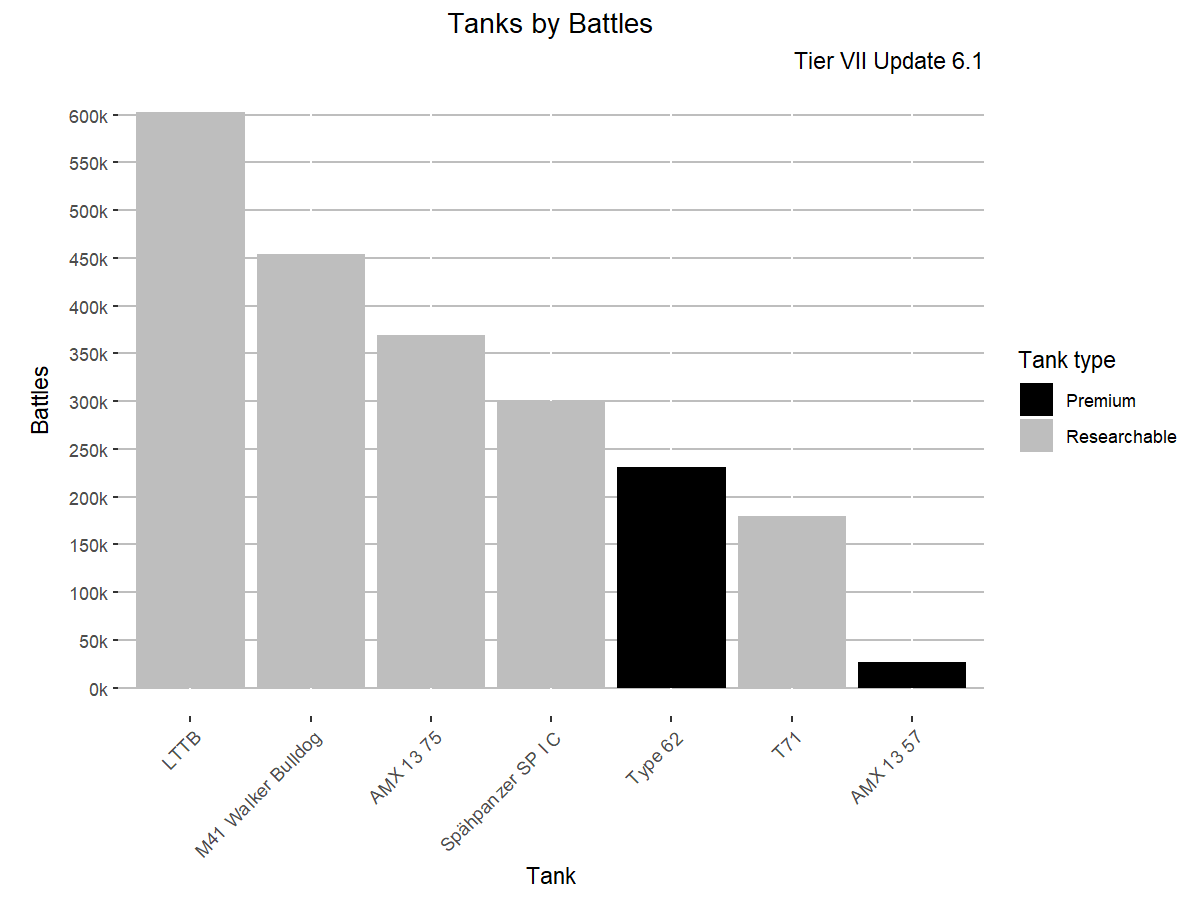 Tanks by Battles
Tier VII Update 6.1
600k
550k
500k
450k
400k
350k
300k
250k
200k
150k
100k
50k
0k
Battles
LTTB
M41 Walker Bulldog
AMX 13 75
Spähpanzer SP I C
Type 62
T71
AMX 13 57
Tank
Tank type
Premium
Researchable